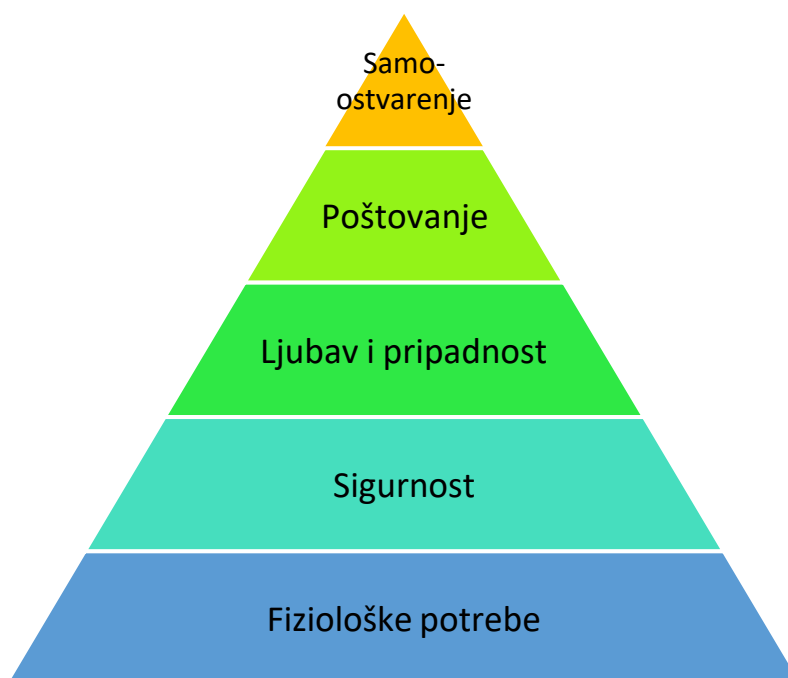 Samo-
ostvarenje
Poštovanje
Ljubav i pripadnost
Sigurnost
Fiziološke potrebe